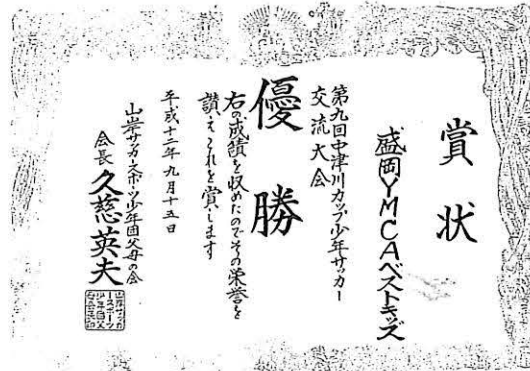 賞状
盛岡YMCAベストキッズ
第九回中津川カップ少年サッカー
交流大会
優勝
右の成績を収めたのでその栄誉を
讃えこれを賞します
平成十二年九月十五日
山岸サッカースポーツ少年団父母の会
会長 久慈英夫